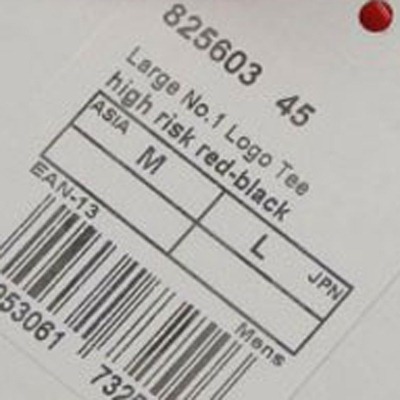 825603 45
Large No.1 Logo Tee
high risk red-black
ASIA M L JPN
EAN-13 Mens
053061 732